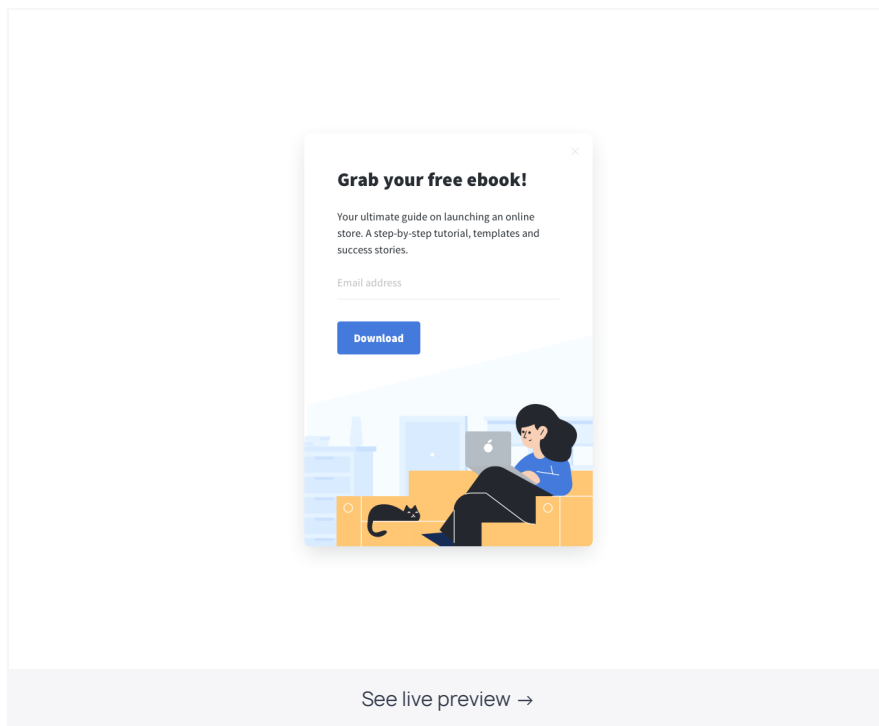 Grab your free ebook!
Your ultimate guide on launching an online
store. A step-by-step tutorial, templates and
success stories.
Email address
Download
See live preview →